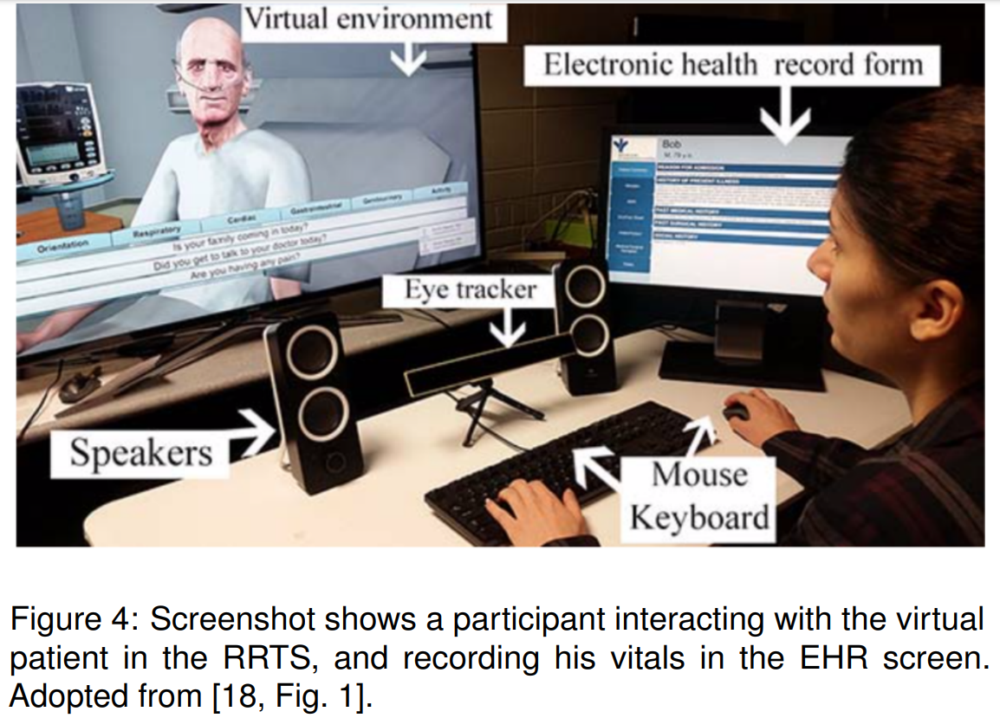 Virtual environment
Electronic health record form
Bob
REASON FOR ADMISSION
HISTORY OF PRESENT ILLNESS
PAST MEDICAL HISTORY
PAST SURGICAL HISTORY
SOCIAL HISTORY
Orientation Respiratory Cardiac Gastrointestinal Genitourinary Activity
Is your family coming in today?
Did you get to talk to your doctor today?
Are you having any pain?
Eye tracker
Speakers
Mouse
Keyboard
Figure 4: Screenshot shows a participant interacting with the virtual
patient in the RRTS, and recording his vitals in the EHR screen.
Adopted from [18, Fig. 1].